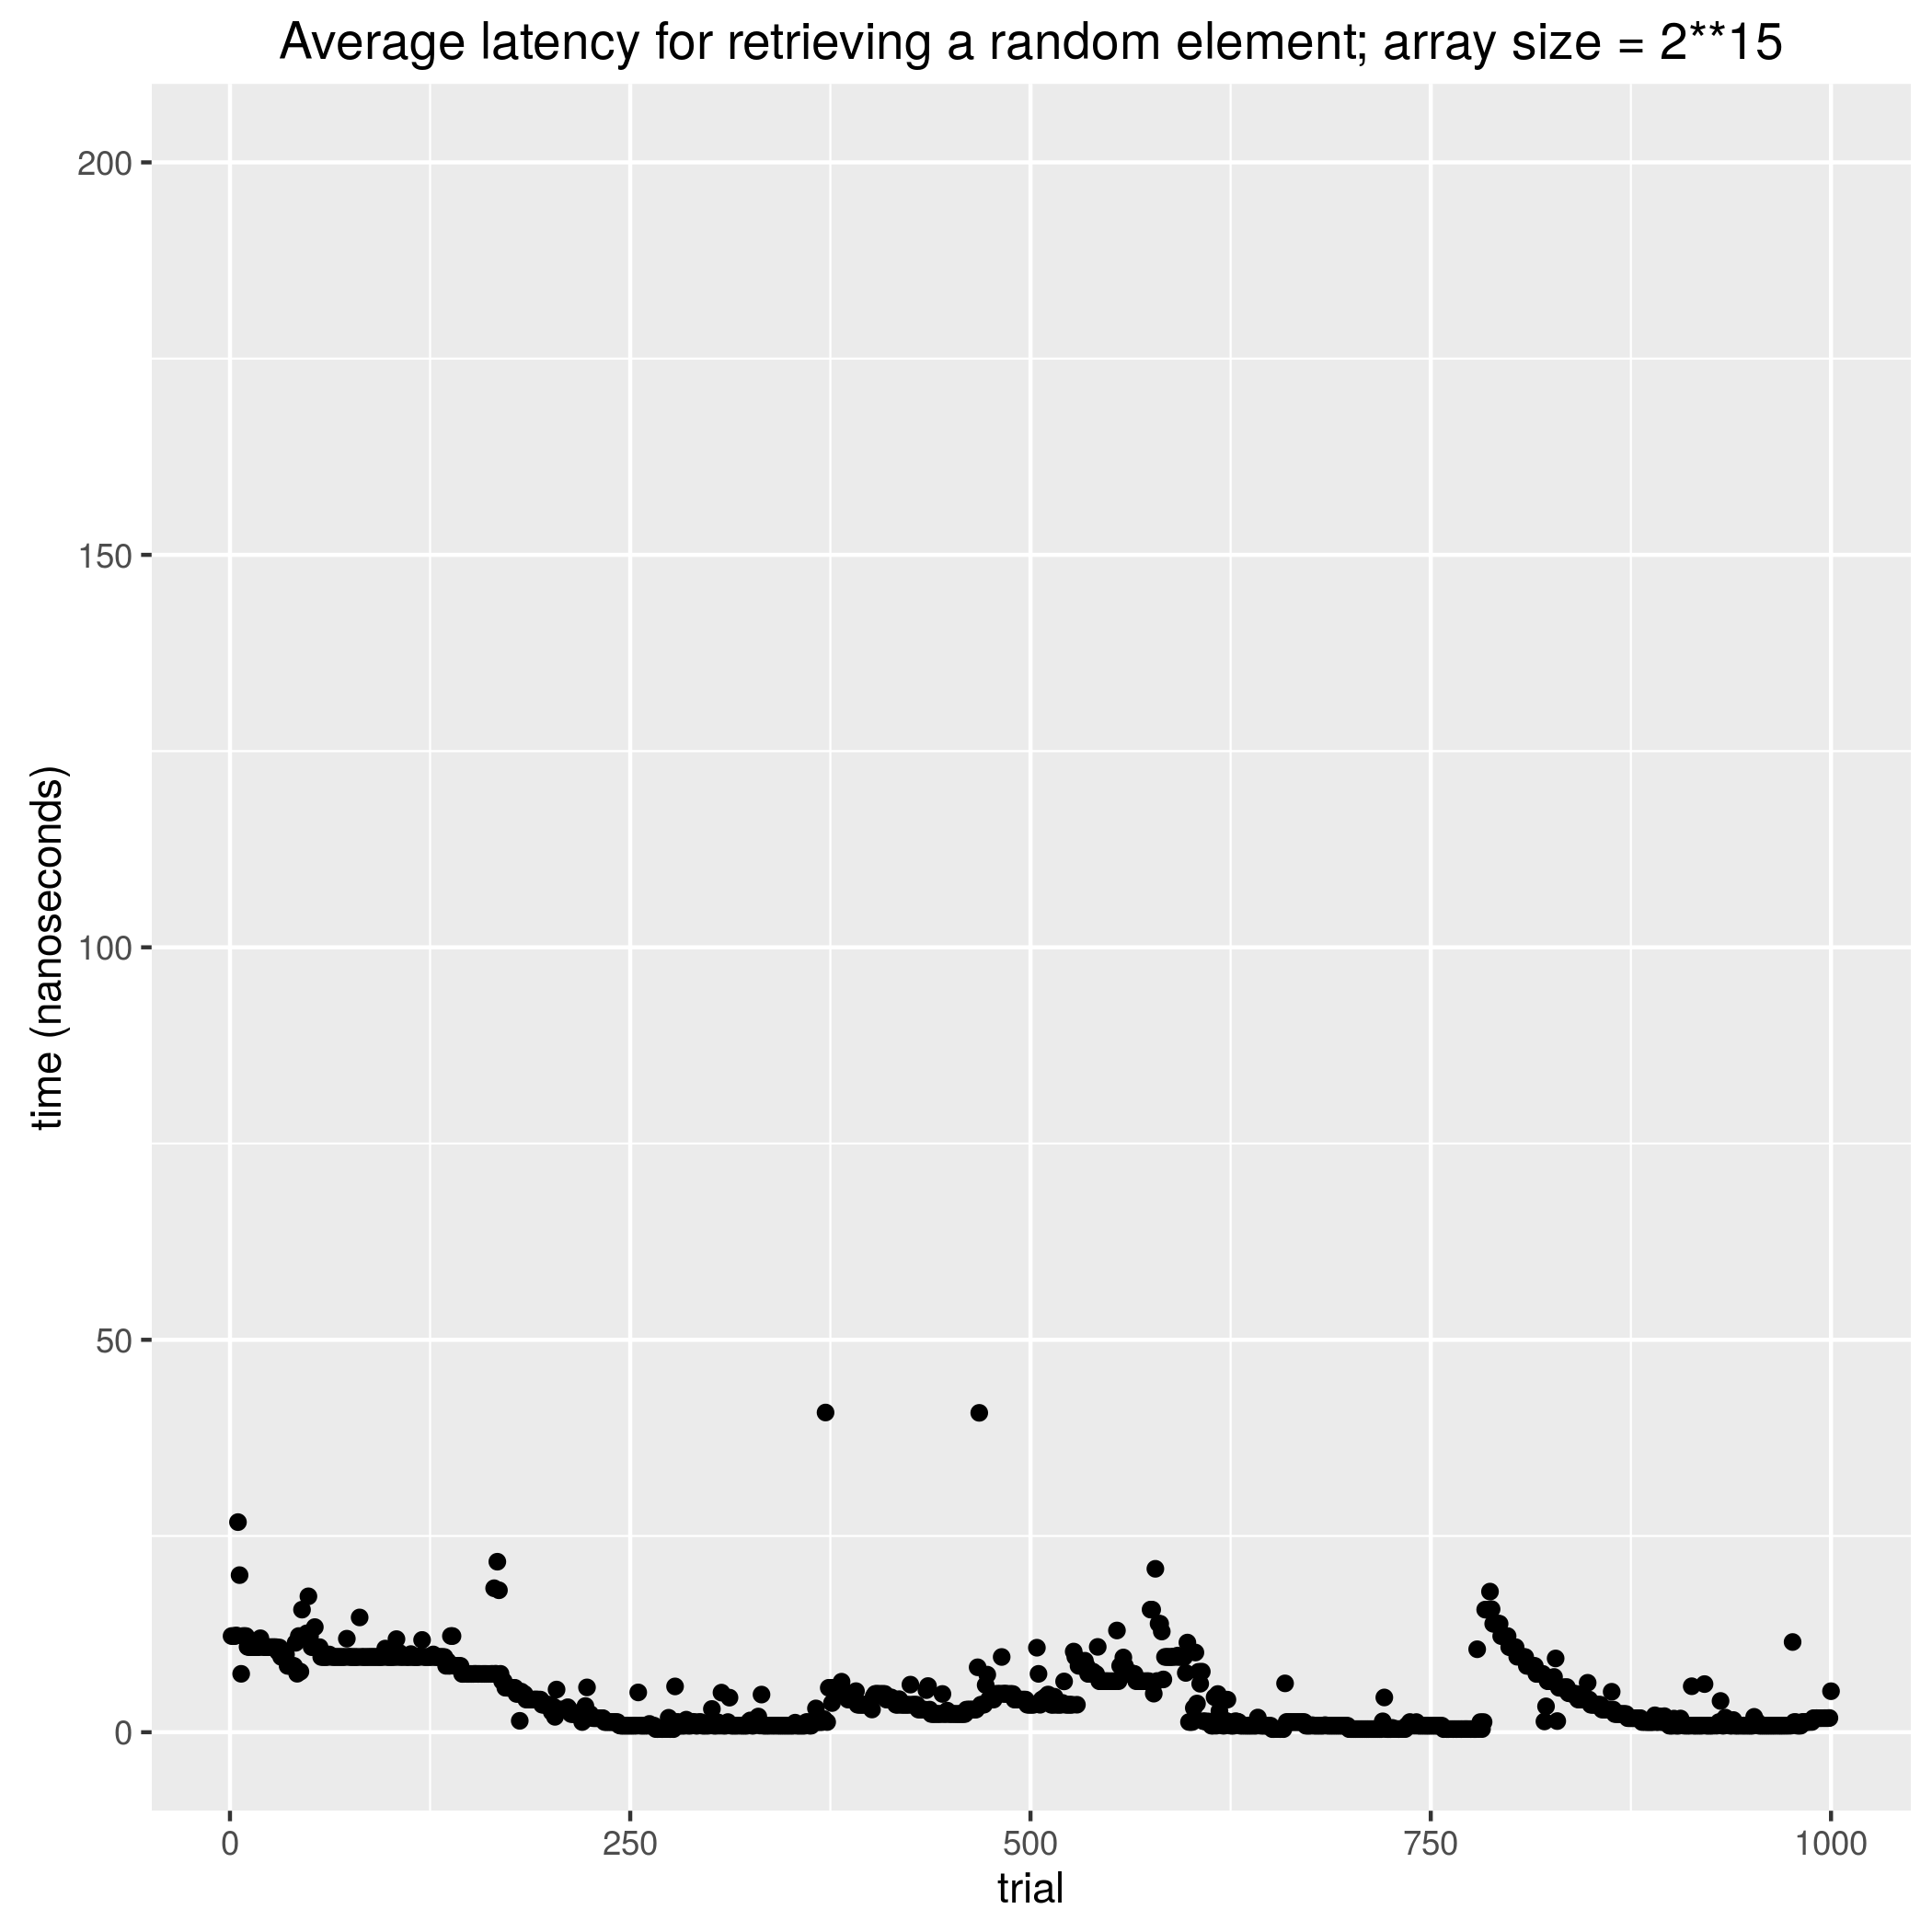 Average latency for retrieving a random element; array size = 2**15
time (nanoseconds)
200
150
100
50
0
0 250 500 750 1000
trial